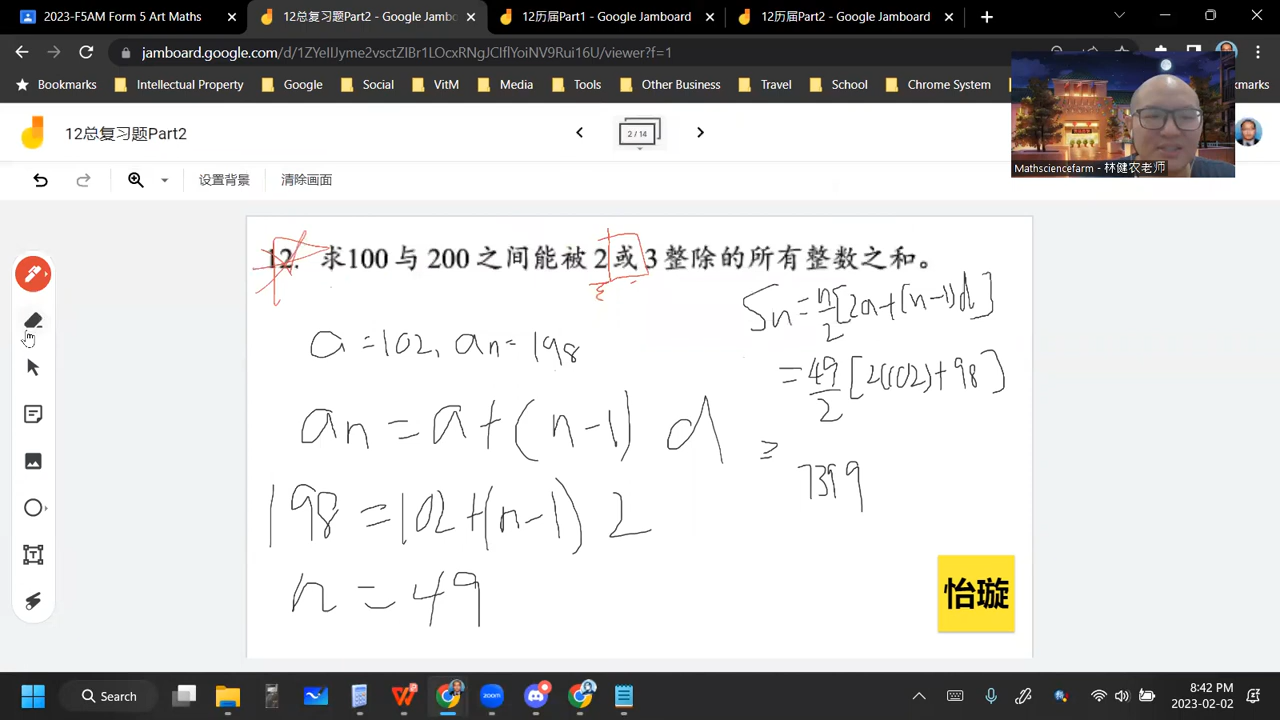 2023-F5AM Form 5 Art Maths
12总复习题Part2 - Google Jambo
12历届Part1 - Google Jamboard
12历届Part2 - Google Jamboard
jamboard.google.com/d/1ZYeIUyme2vsctZIBr1LOcxRNgJCIflYoiNV9Rui16U/viewer?f=1
Bookmarks
Intellectual Property
Google
Social
VitM
Media
Tools
Other Business
Travel
School
Chrome System
kmarks
12总复习题Part2
2 / 14
Mathsciencefarm - 林健农老师
设置背景
清除画面
12. 求100与200之间能被2或3整除的所有整数之和。
a=102, an=198
an=a+(n-1) d
198=102+(n-1) 2
n=49
Sn=n/2[2a+(n-1)d]
=49/2[2(102)+98]
=
7399
怡璇
Search
8:42 PM
2023-02-02